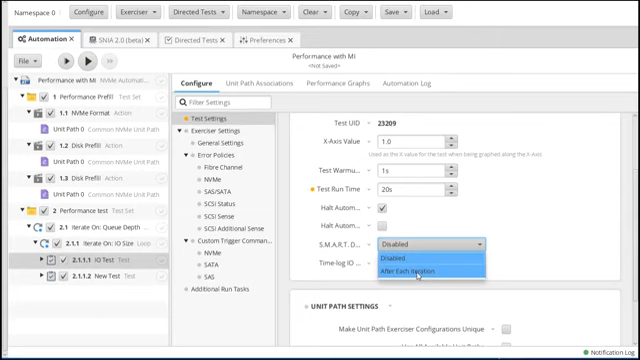 Namespace 0
Configure
Exerciser
Directed Tests
Namespace
Clear
Copy
Save
Load
Automation
SNIA 2.0 (beta)
Directed Tests
Preferences
File
Performance with MI
<Not Saved>
Performance with MI NVMe Automati...
1 Performance Prefill Test Set
1.1 NVMe Format Action
Unit Path 0 Common NVMe Unit Path
1.2 Disk Prefill Action
Unit Path 0 Common NVMe Unit Path
1.3 Disk Prefill Action
Unit Path 0 Common NVMe Unit Path
2 Performance test Test Set
2.1 Iterate On: Queue Depth
2.1.1 Iterate On: IO Size Loop
2.1.1.1 IO Test Test
2.1.1.2 New Test Test
Configure
Unit Path Associations
Performance Graphs
Automation Log
Filter Settings
Test Settings
Exerciser Settings
General Settings
Error Policies
Fibre Channel
NVMe
SAS/SATA
SCSI Status
SCSI Sense
SCSI Additional Sense
Custom Trigger Comman...
NVMe
SATA
SAS
Additional Run Tasks
Test UID 23209
X-Axis Value 1.0
Used as the X value for the test when being graphed along the X-Axis
Test Warmu... 1s
Test Run Time 20s
Halt Autom...
Halt Autom...
S.M.A.R.T. D... Disabled
Disabled
After Each Iteration
Time-log IO ...
UNIT PATH SETTINGS
Make Unit Path Exerciser Configurations Unique
Notification Log